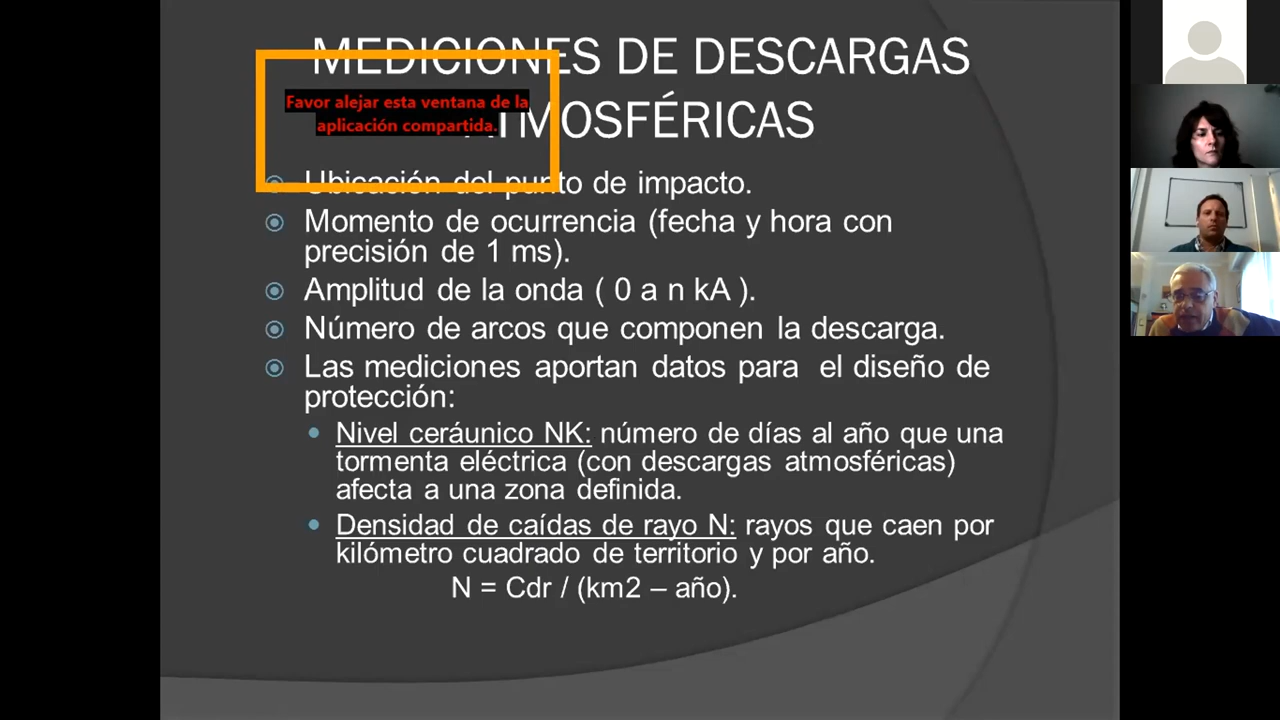 MEDICIONES DE DESCARGAS
ATMOSFÉRICAS
Favor alejar esta ventana de la
aplicación compartida.
Ubicación del punto de impacto.
Momento de ocurrencia (fecha y hora con
precisión de 1 ms).
Amplitud de la onda ( 0 a n kA ).
Número de arcos que componen la descarga.
Las mediciones aportan datos para el diseño de
protección:
Nivel ceráunico NK: número de días al año que una
tormenta eléctrica (con descargas atmosféricas)
afecta a una zona definida.
Densidad de caídas de rayo N: rayos que caen por
kilómetro cuadrado de territorio y por año.
N = Cdr / (km2 – año).